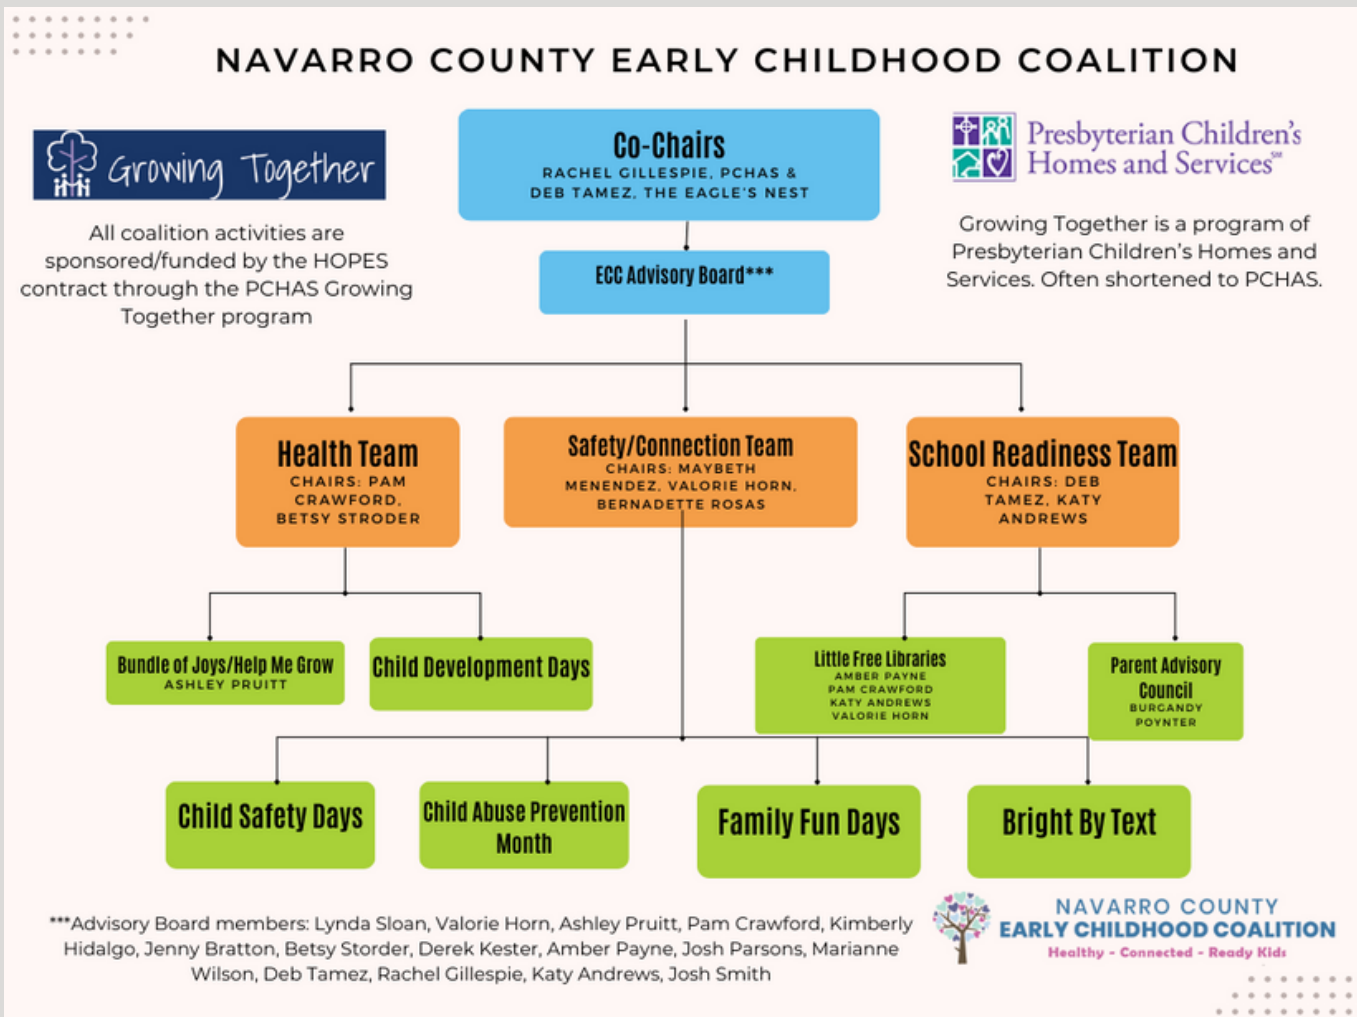 NAVARRO COUNTY EARLY CHILDHOOD COALITION
Growing Together
All coalition activities are
sponsored/funded by the HOPES
contract through the PCHAS Growing
Together program
Co-Chairs
RACHEL GILLESPIE, PCHAS &
DEB TAMEZ, THE EAGLE'S NEST
Presbyterian Children's
Homes and Services℠
Growing Together is a program of
Presbyterian Children's Homes and
Services. Often shortened to PCHAS.
ECC Advisory Board***
Health Team
CHAIRS: PAM
CRAWFORD,
BETSY STRODER
Safety/Connection Team
CHAIRS: MAYBETH
MENENDEZ, VALORIE HORN,
BERNADETTE ROSAS
School Readiness Team
CHAIRS: DEB
TAMEZ, KATY
ANDREWS
Bundle of Joys/Help Me Grow
ASHLEY PRUITT
Child Development Days
Little Free Libraries
AMBER PAYNE
PAM CRAWFORD
KATY ANDREWS
VALORIE HORN
Parent Advisory
Council
BURGANDY
POYNTER
Child Safety Days
Child Abuse Prevention
Month
Family Fun Days
Bright By Text
***Advisory Board members: Lynda Sloan, Valorie Horn, Ashley Pruitt, Pam Crawford, Kimberly
Hidalgo, Jenny Bratton, Betsy Storder, Derek Kester, Amber Payne, Josh Parsons, Marianne
Wilson, Deb Tamez, Rachel Gillespie, Katy Andrews, Josh Smith
NAVARRO COUNTY
EARLY CHILDHOOD COALITION
Healthy - Connected - Ready Kids